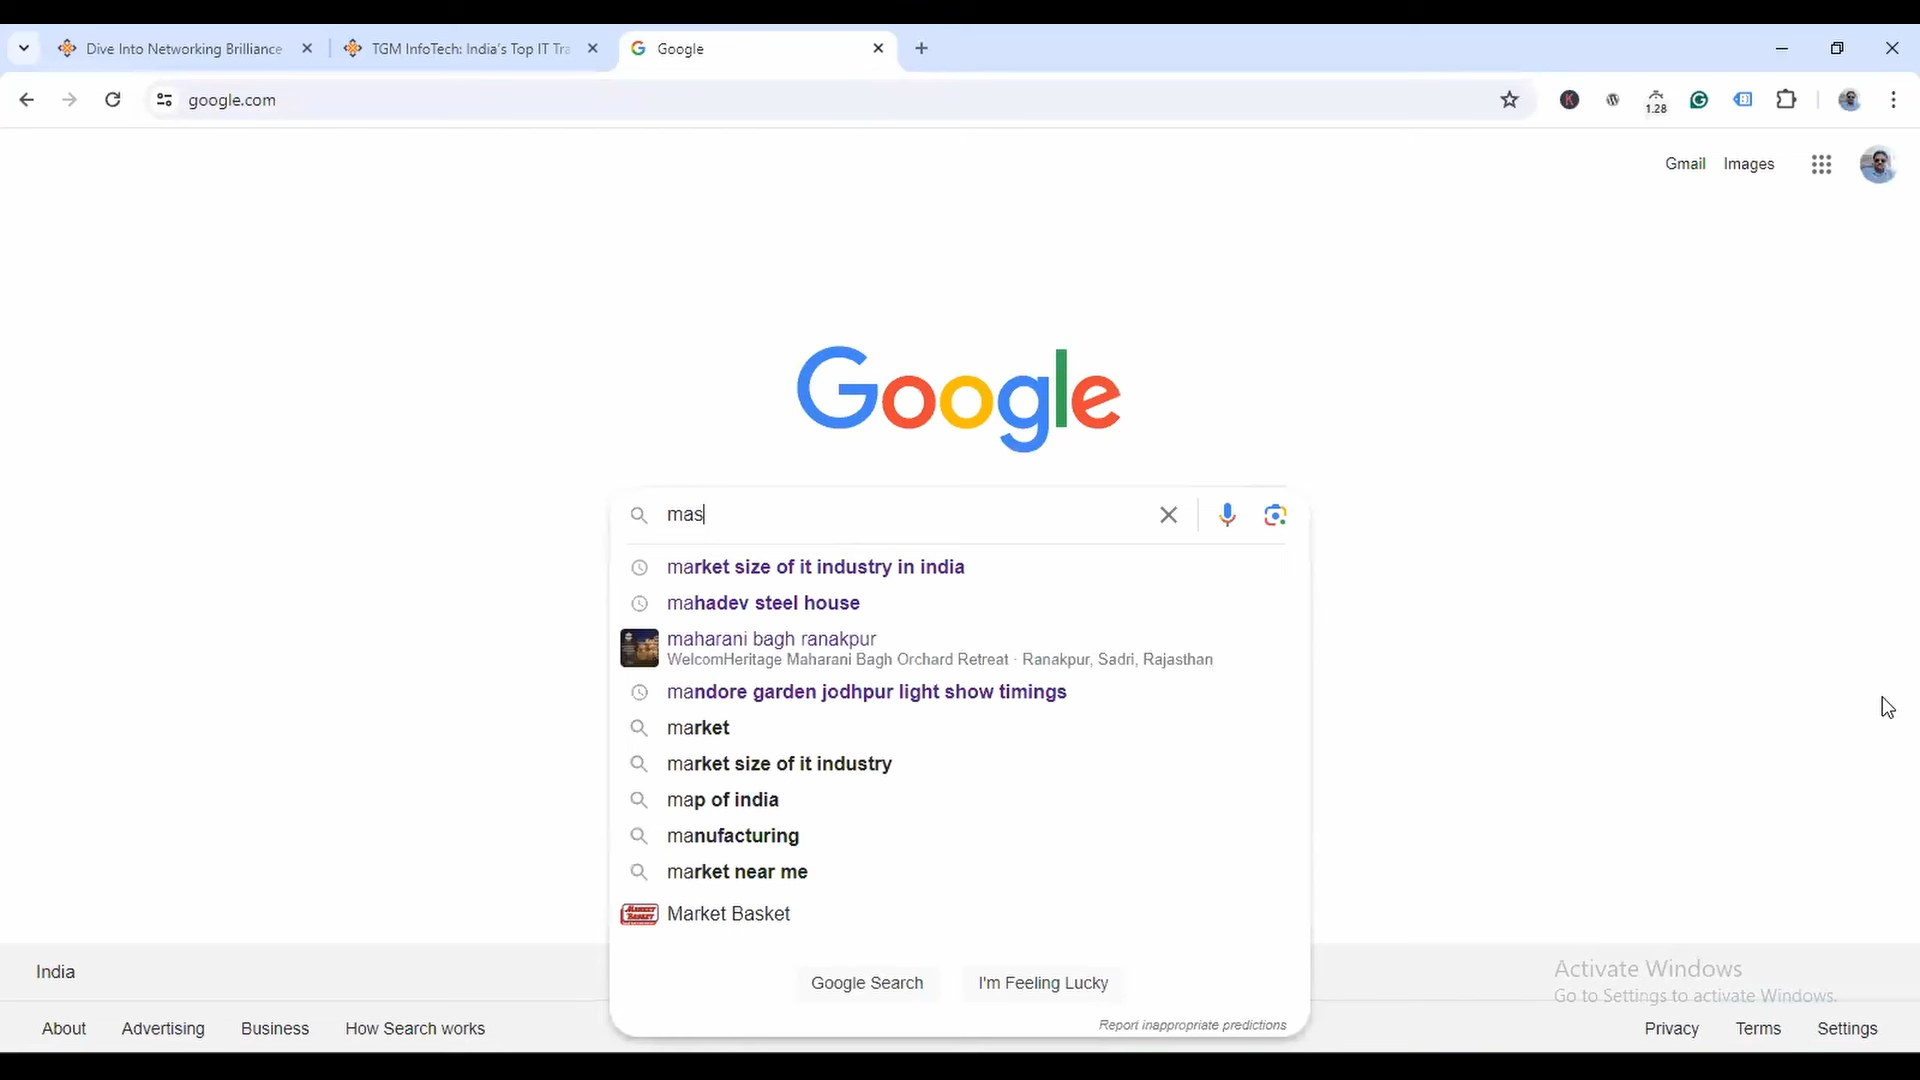 Dive Into Networking Brilliance
TGM InfoTech: India's Top IT Tra
Google
google.com
1.28
Gmail
Images
Google
mas
market size of it industry in india
mahadev steel house
maharani bagh ranakpur
WelcomHeritage Maharani Bagh Orchard Retreat · Ranakpur, Sadri, Rajasthan
mandore garden jodhpur light show timings
market
market size of it industry
map of india
manufacturing
market near me
MARKET BASKET
Market Basket
Google Search
I'm Feeling Lucky
Report inappropriate predictions
India
Activate Windows
Go to Settings to activate Windows.
About
Advertising
Business
How Search works
Privacy
Terms
Settings